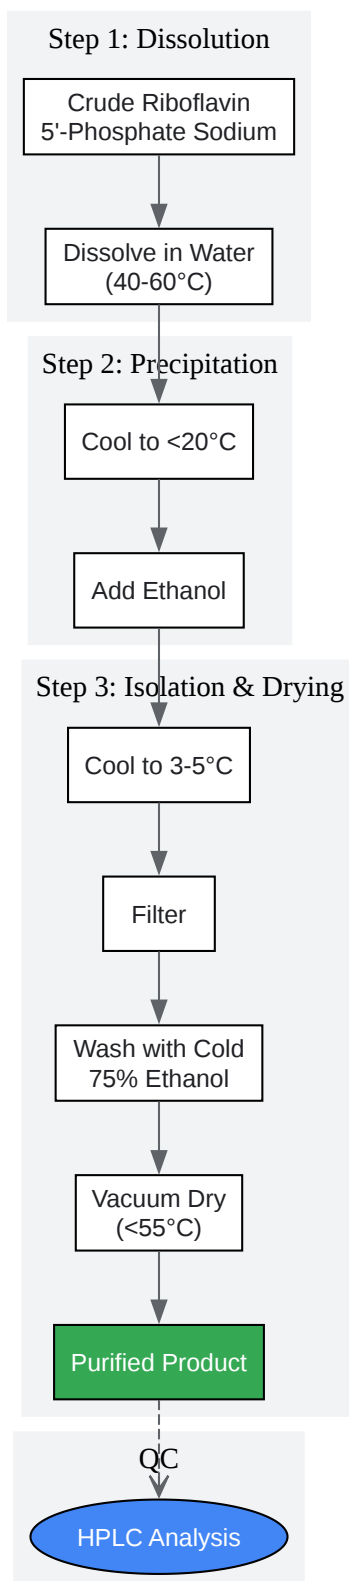 Step 1: Dissolution
Crude Riboflavin
5'-Phosphate Sodium
Dissolve in Water
(40-60°C)
Step 2: Precipitation
Cool to <20°C
Add Ethanol
Step 3: Isolation & Drying
Cool to 3-5°C
Filter
Wash with Cold
75% Ethanol
Vacuum Dry
(<55°C)
Purified Product
QC
HPLC Analysis